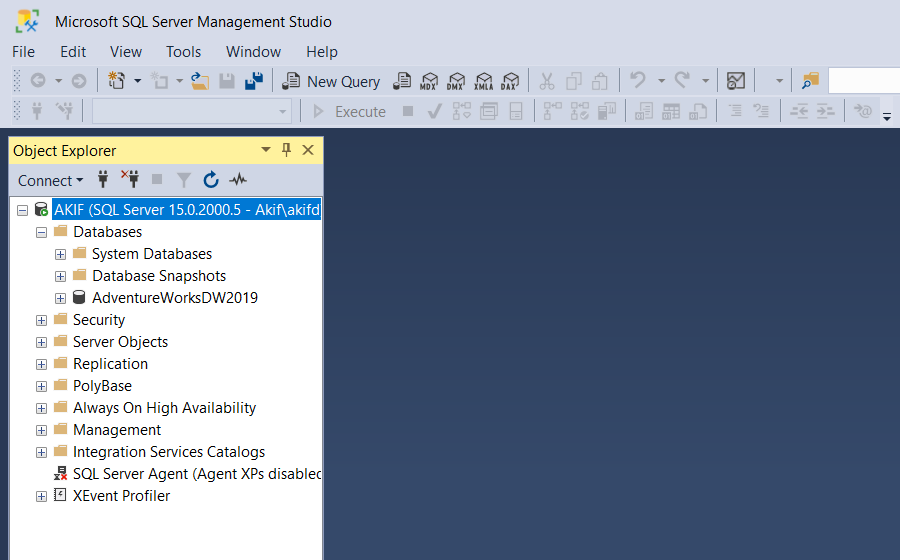 Microsoft SQL Server Management Studio
File Edit View Tools Window Help
New Query MDX DMX XMLA DAX
Execute
Object Explorer
Connect
AKIF (SQL Server 15.0.2000.5 - Akif\akifd
Databases
System Databases
Database Snapshots
AdventureWorksDW2019
Security
Server Objects
Replication
PolyBase
Always On High Availability
Management
Integration Services Catalogs
SQL Server Agent (Agent XPs disabled
XEvent Profiler